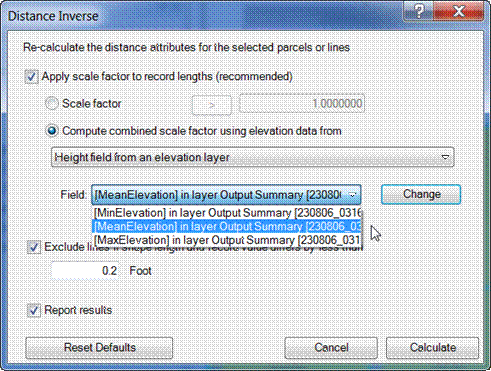 Distance Inverse
?
Re-calculate the distance attributes for the selected parcels or lines
Apply scale factor to record lengths (recommended)
Scale factor > 1.0000000
Compute combined scale factor using elevation data from
Height field from an elevation layer
Field: [MeanElevation] in layer Output Summary [23080 Change
[MinElevation] in layer Output Summary [230806_0316
[MeanElevation] in layer Output Summary [230806_03
[MaxElevation] in layer Output Summary [230806_031
Exclude lines if shape length and record value differs by less than
0.2 Foot
Report results
Reset Defaults Cancel Calculate